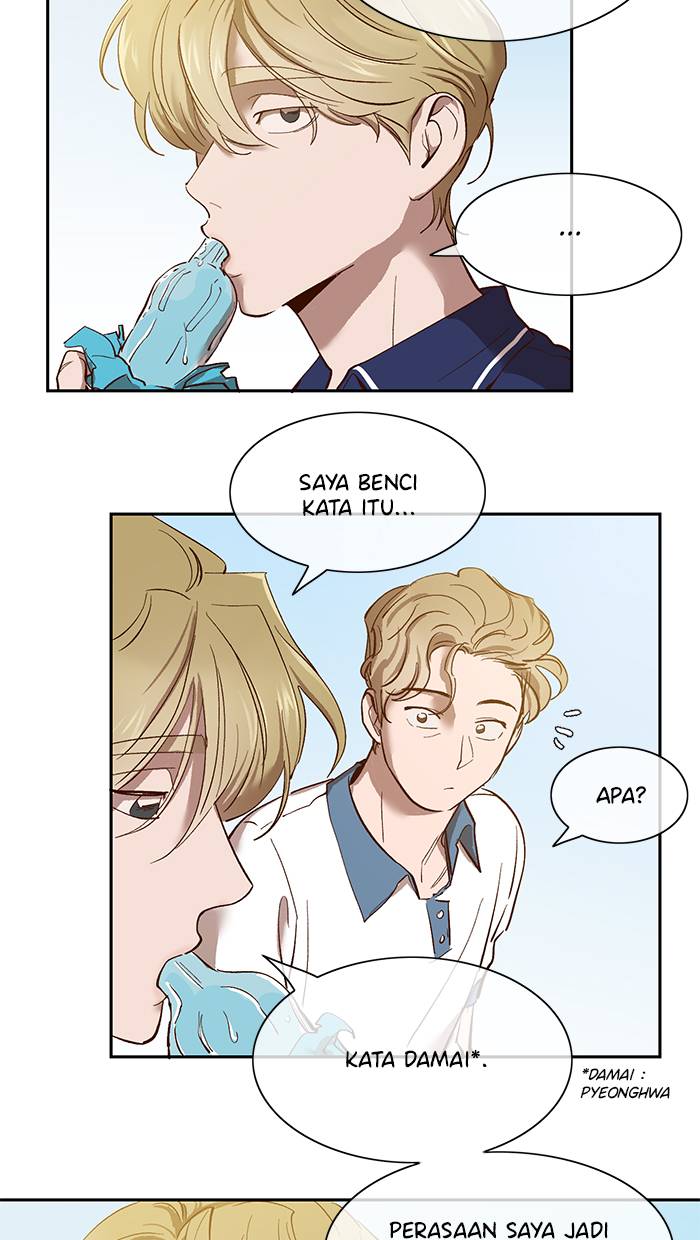 ...
SAYA BENCI
KATA ITU...
APA?
KATA DAMAI*.
*DAMAI :
PYEONGHWA
PERASAAN SAYA JADI